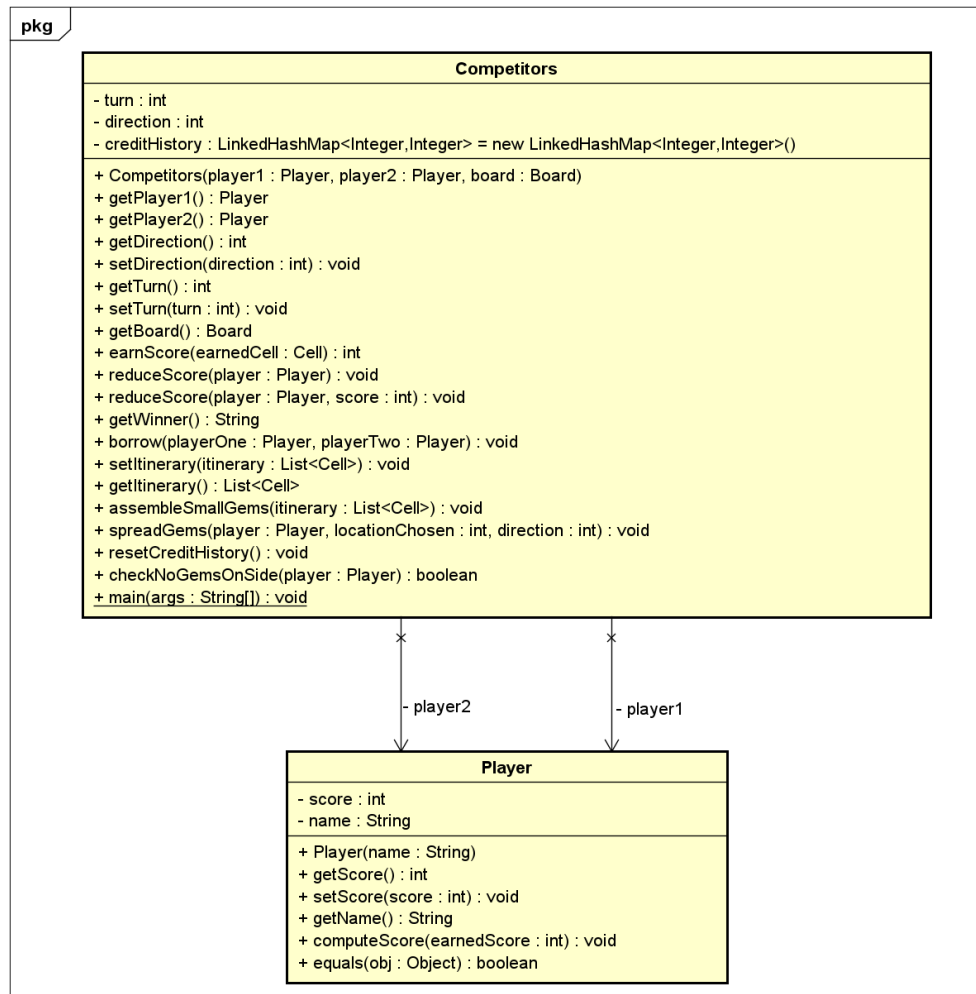 pkg
Competitors
- turn : int
- direction : int
- creditHistory : LinkedHashMap<Integer,Integer> = new LinkedHashMap<Integer,Integer>()
+ Competitors(player1 : Player, player2 : Player, board : Board)
+ getPlayer1() : Player
+ getPlayer2() : Player
+ getDirection() : int
+ setDirection(direction : int) : void
+ getTurn() : int
+ setTurn(turn : int) : void
+ getBoard() : Board
+ earnScore(earnedCell : Cell) : int
+ reduceScore(player : Player) : void
+ reduceScore(player : Player, score : int) : void
+ getWinner() : String
+ borrow(playerOne : Player, playerTwo : Player) : void
+ setItinerary(itinerary : List<Cell>) : void
+ getItinerary() : List<Cell>
+ assembleSmallGems(itinerary : List<Cell>) : void
+ spreadGems(player : Player, locationChosen : int, direction : int) : void
+ resetCreditHistory() : void
+ checkNoGemsOnSide(player : Player) : boolean
+ main(args : String[]) : void
- player2
- player1
Player
- score : int
- name : String
+ Player(name : String)
+ getScore() : int
+ setScore(score : int) : void
+ getName() : String
+ computeScore(earnedScore : int) : void
+ equals(obj : Object) : boolean